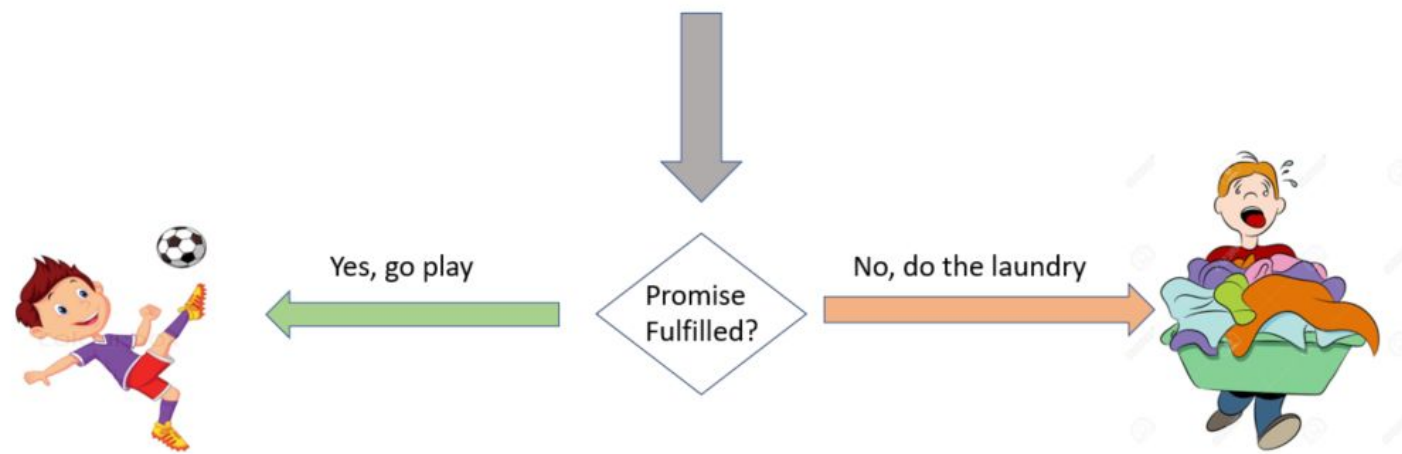 Yes, go play
No, do the laundry
Promise
Fulfilled?